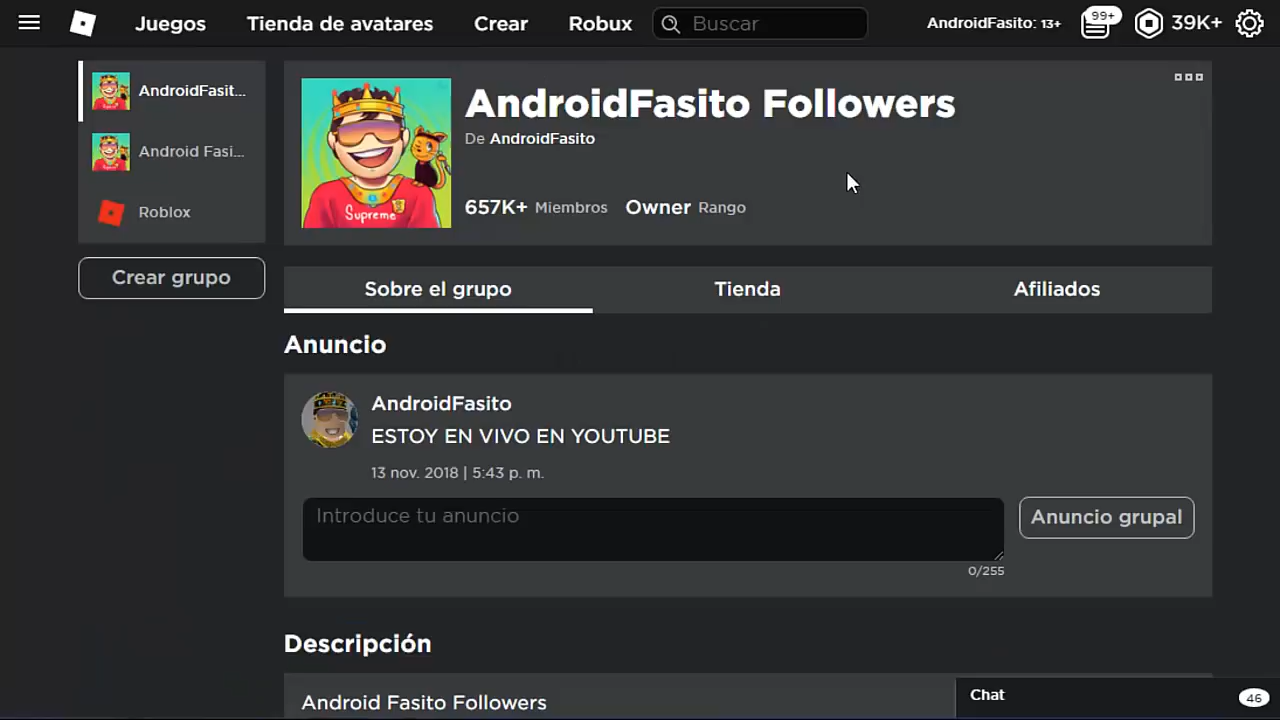 Juegos Tienda de avatares Crear Robux Buscar AndroidFasito: 13+ 99+ 39K+
AndroidFasit...
Android Fasi...
Roblox
Crear grupo
Supreme
AndroidFasito Followers
De AndroidFasito
657K+ Miembros Owner Rango
Sobre el grupo Tienda Afiliados
Anuncio
AndroidFasito
ESTOY EN VIVO EN YOUTUBE
13 nov. 2018 | 5:43 p. m.
Introduce tu anuncio
Anuncio grupal
0/255
Descripción
Android Fasito Followers
Chat 46